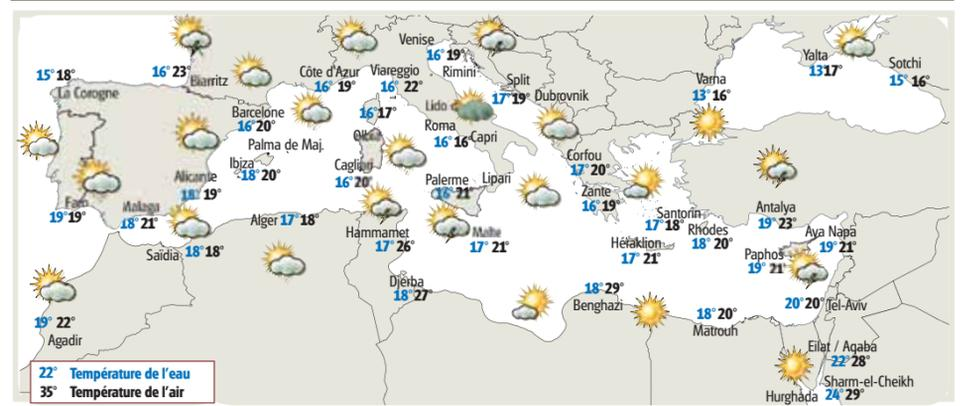 Venise
16° 19°
Rimini
Yalta
13 17°
Sotchi
15° 16°
15° 18°
La Corogne
16° 23°
Biarritz
Côte d'Azur
16° 19°
Viareggio
16° 22°
Split
17° 19°
Dubrovnik
Varna
13° 16°
Lido d
16° 17°
Barcelone
16° 20°
Roma
16° 16
Capri
Palma de Maj.
Ibiza
18° 20°
Cagliari
16° 20°
Corfou
17° 20°
Alicante
18° 19°
Palerme
16° 21°
Lipari
Zante
16° 19°
Faro
19° 19°
Malaga
18° 21°
Alger 17° 18°
Santorin
17° 18°
Antalya
19° 23°
Hammamet
17° 26°
Malte
17° 21°
Rhodes
18° 20°
Aya Napa
19° 21°
Saïdia
18° 18°
Héraklion
17° 21°
Paphos
19° 21°
Djerba
18° 27°
18° 29°
Benghazi
18° 20°
Matrouh
20° 20°
Tel-Aviv
19° 22°
Agadir
Eilat / Aqaba
22° 28°
Sharm-el-Cheikh
24° 29°
Hurghada
22° Température de l'eau
35° Température de l'air